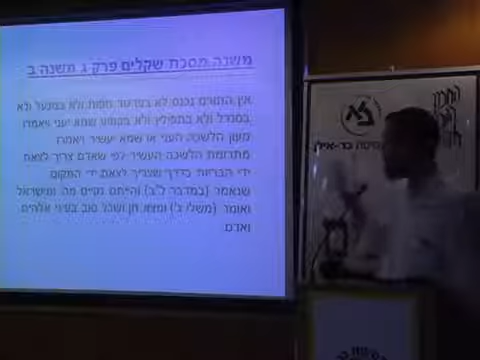 משנה מסכת שקלים פרק ג משנה ב
אין התורם נכנס לא בפרגוד חפות ולא במנעל ולא
בסנדל ולא בתפילין ולא בקמיע שמא יעני ויאמרו
מעון הלשכה העני או שמא יעשיר ויאמרו
מתרומת הלשכה העשיר לפי שאדם צריך לצאת
ידי הבריות כדרך שצריך לצאת ידי המקום
שנאמר (במדבר ל"ב) והייתם נקיים מה' ומישראל
ואומר (משלי ג') ומצא חן ושכל טוב בעיני אלהים
ואדם
בר-אילן